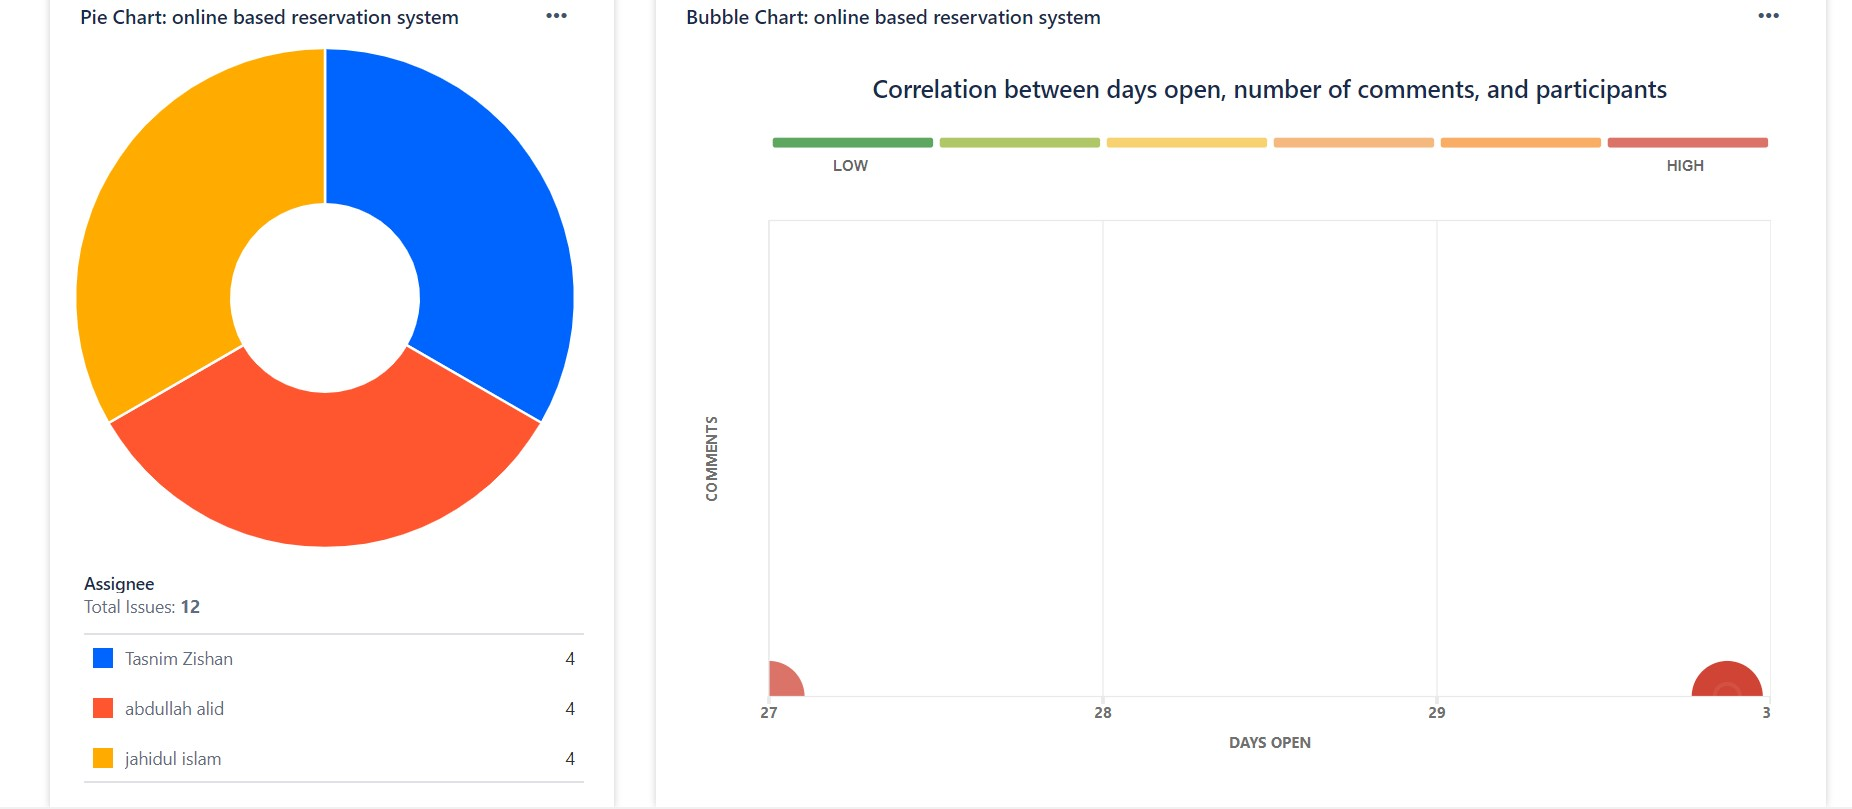 Pie Chart: online based reservation system
Assignee
Total Issues: 12
Tasnim Zishan 4
abdullah alid 4
jahidul islam 4
Bubble Chart: online based reservation system
Correlation between days open, number of comments, and participants
LOW HIGH
COMMENTS
27 28 29 3
DAYS OPEN